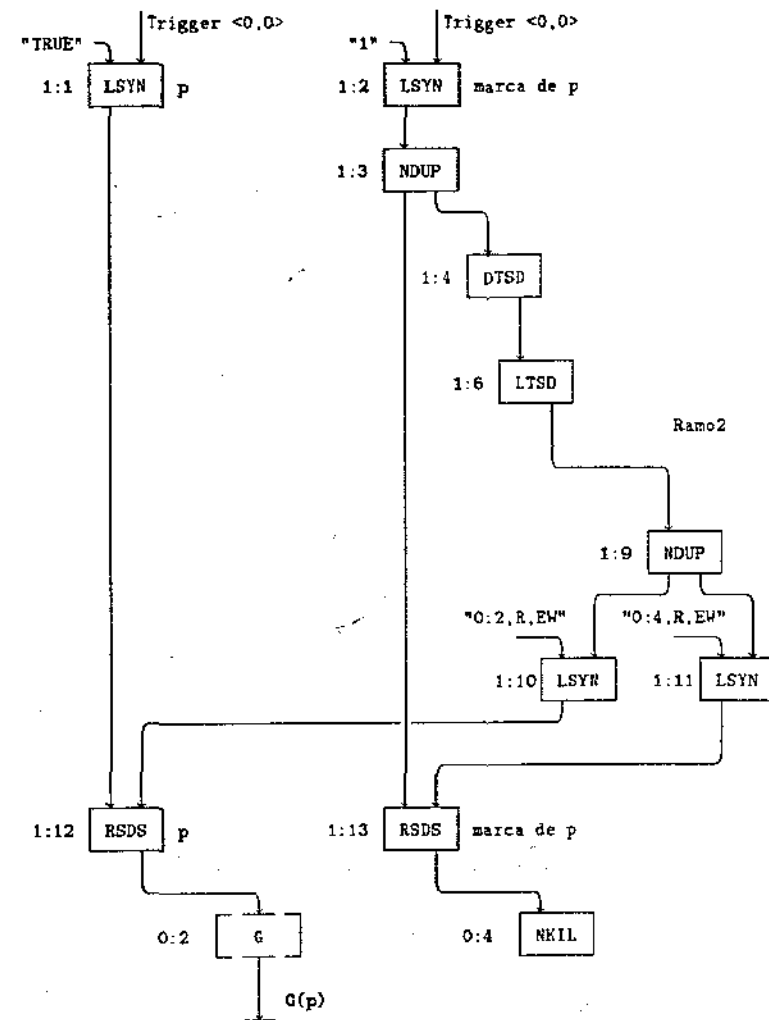 Trigger <0,0>
Trigger <0,0>
"TRUE"
"1"
1:1 LSYN p
1:2 LSYN marca de p
1:3 NDUP
1:4 DTSD
1:6 LTSD
Ramo2
1:9 NDUP
"0:2,R,EW"
"0:4,R,EW"
1:10 LSYN
1:11 LSYN
1:12 RSDS p
1:13 RSDS marca de p
0:2 G
0:4 NKIL
G(p)